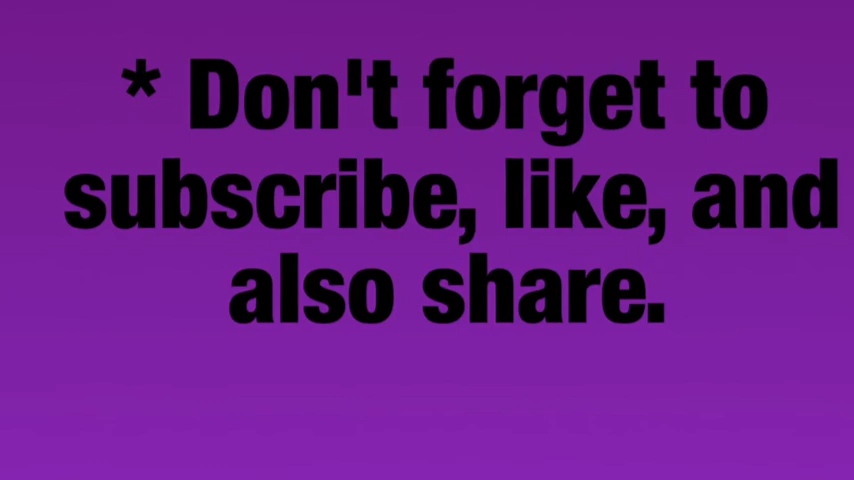 * Don't forget to
subscribe, like, and
also share.